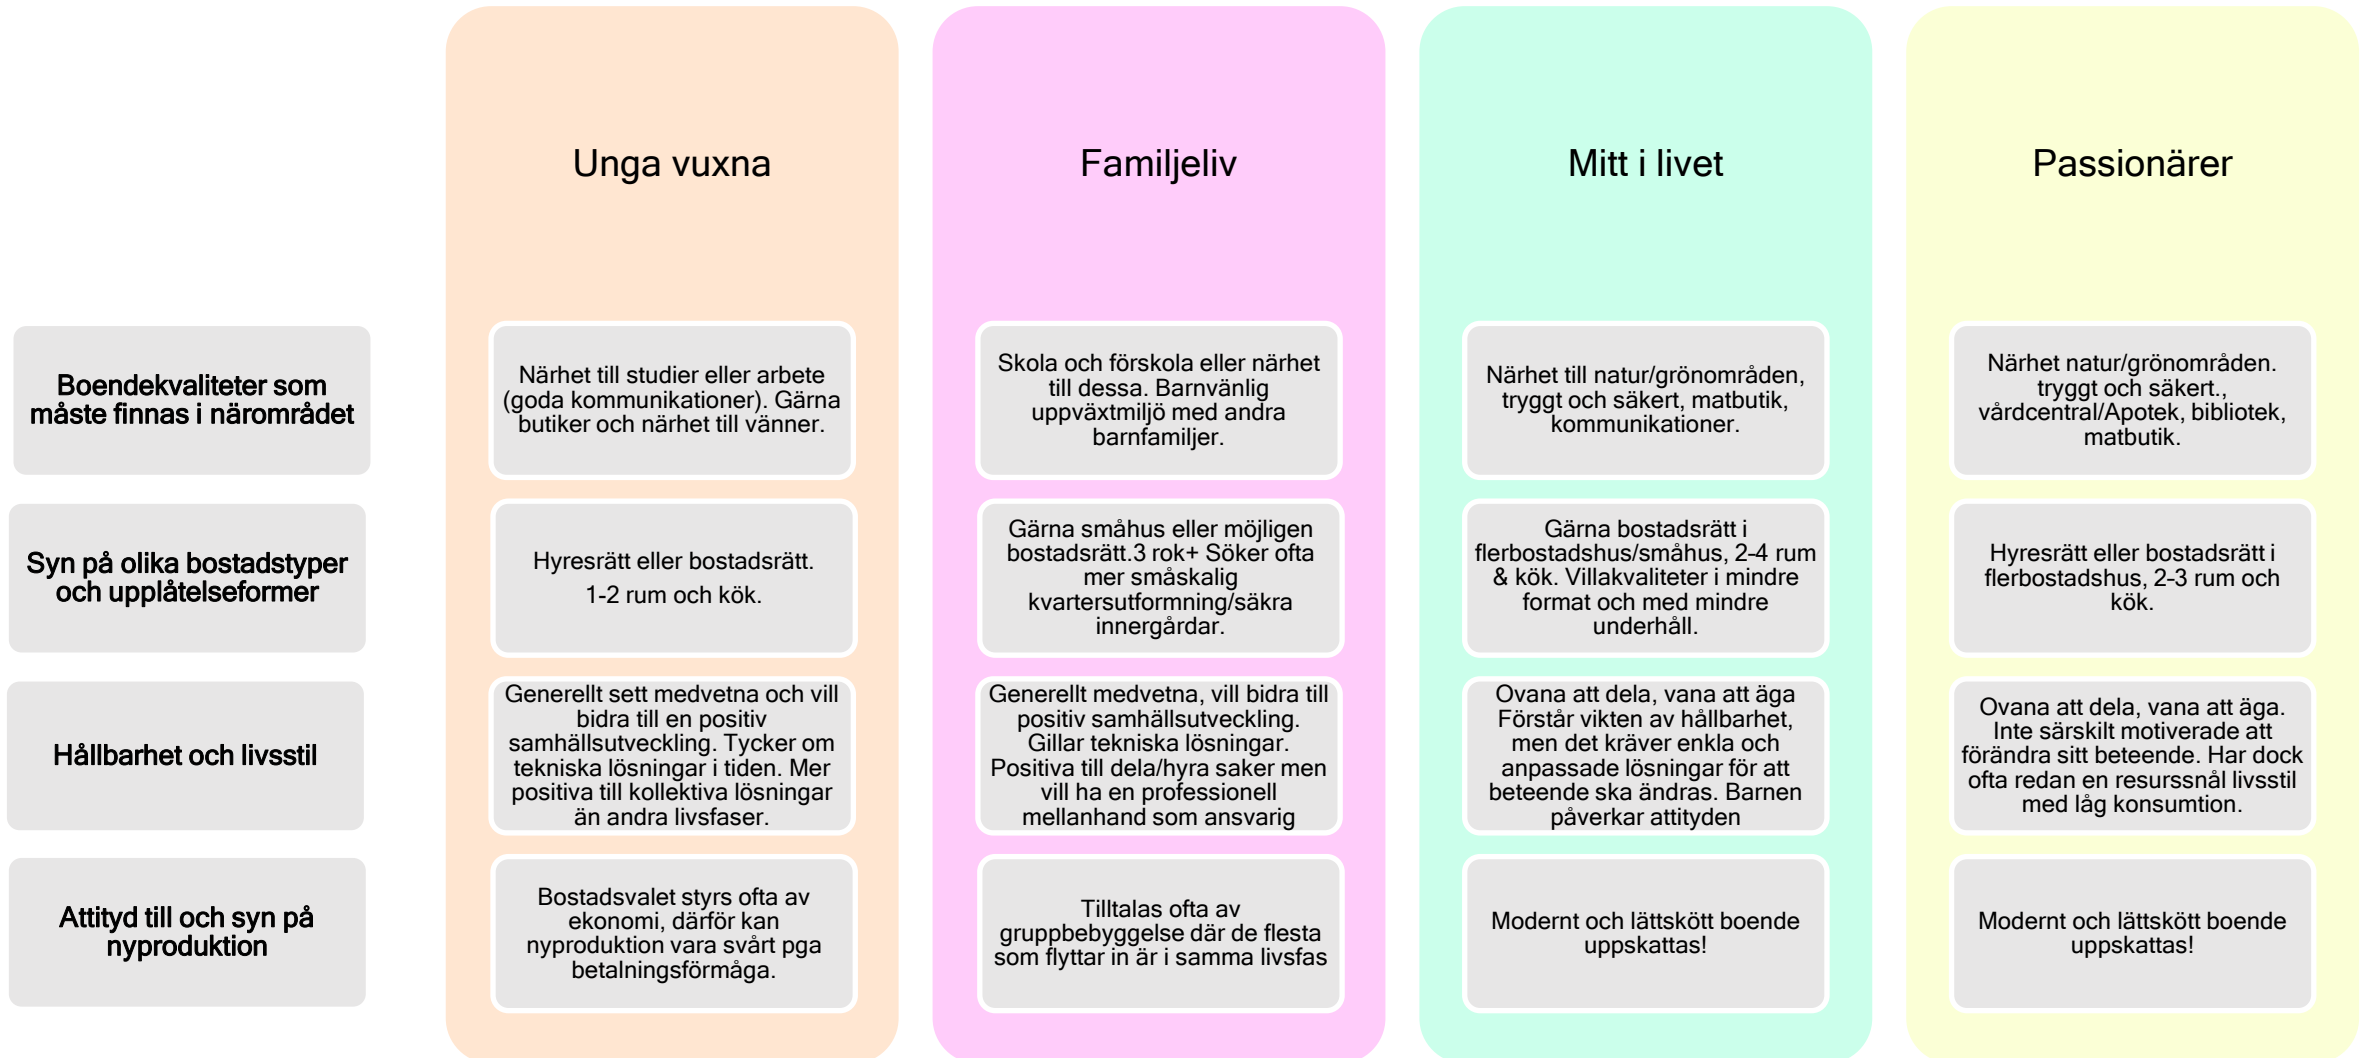 Unga vuxna
Familjeliv
Mitt i livet
Passionärer
Boendekvaliteter som
måste finnas i närområdet
Närhet till studier eller arbete
(goda kommunikationer). Gärna
butiker och närhet till vänner.
Skola och förskola eller närhet
till dessa. Barnvänlig
uppväxtmiljö med andra
barnfamiljer.
Närhet till natur/grönområden,
tryggt och säkert, matbutik,
kommunikationer.
Närhet natur/grönområden.
tryggt och säkert.,
vårdcentral/Apotek, bibliotek,
matbutik.
Syn på olika bostadstyper
och upplåtelseformer
Hyresrätt eller bostadsrätt.
1-2 rum och kök.
Gärna småhus eller möjligen
bostadsrätt.3 rok+ Söker ofta
mer småskalig
kvartersutformning/säkra
innergårdar.
Gärna bostadsrätt i
flerbostadshus/småhus, 2-4 rum
& kök. Villakvaliteter i mindre
format och med mindre
underhåll.
Hyresrätt eller bostadsrätt i
flerbostadshus, 2-3 rum och
kök.
Hållbarhet och livsstil
Generellt sett medvetna och vill
bidra till en positiv
samhällsutveckling. Tycker om
tekniska lösningar i tiden. Mer
positiva till kollektiva lösningar
än andra livsfaser.
Generellt medvetna, vill bidra till
positiv samhällsutveckling.
Gillar tekniska lösningar.
Positiva till dela/hyra saker men
vill ha en professionell
mellanhand som ansvarig
Ovana att dela, vana att äga
Förstår vikten av hållbarhet,
men det kräver enkla och
anpassade lösningar för att
beteende ska ändras. Barnen
påverkar attityden
Ovana att dela, vana att äga.
Inte särskilt motiverade att
förändra sitt beteende. Har dock
ofta redan en resurssnål livsstil
med låg konsumtion.
Attityd till och syn på
nyproduktion
Bostadsvalet styrs ofta av
ekonomi, därför kan
nyproduktion vara svårt pga
betalningsförmåga.
Tilltalas ofta av
gruppbebyggelse där de flesta
som flyttar in är i samma livsfas
Modernt och lättskött boende
uppskattas!
Modernt och lättskött boende
uppskattas!